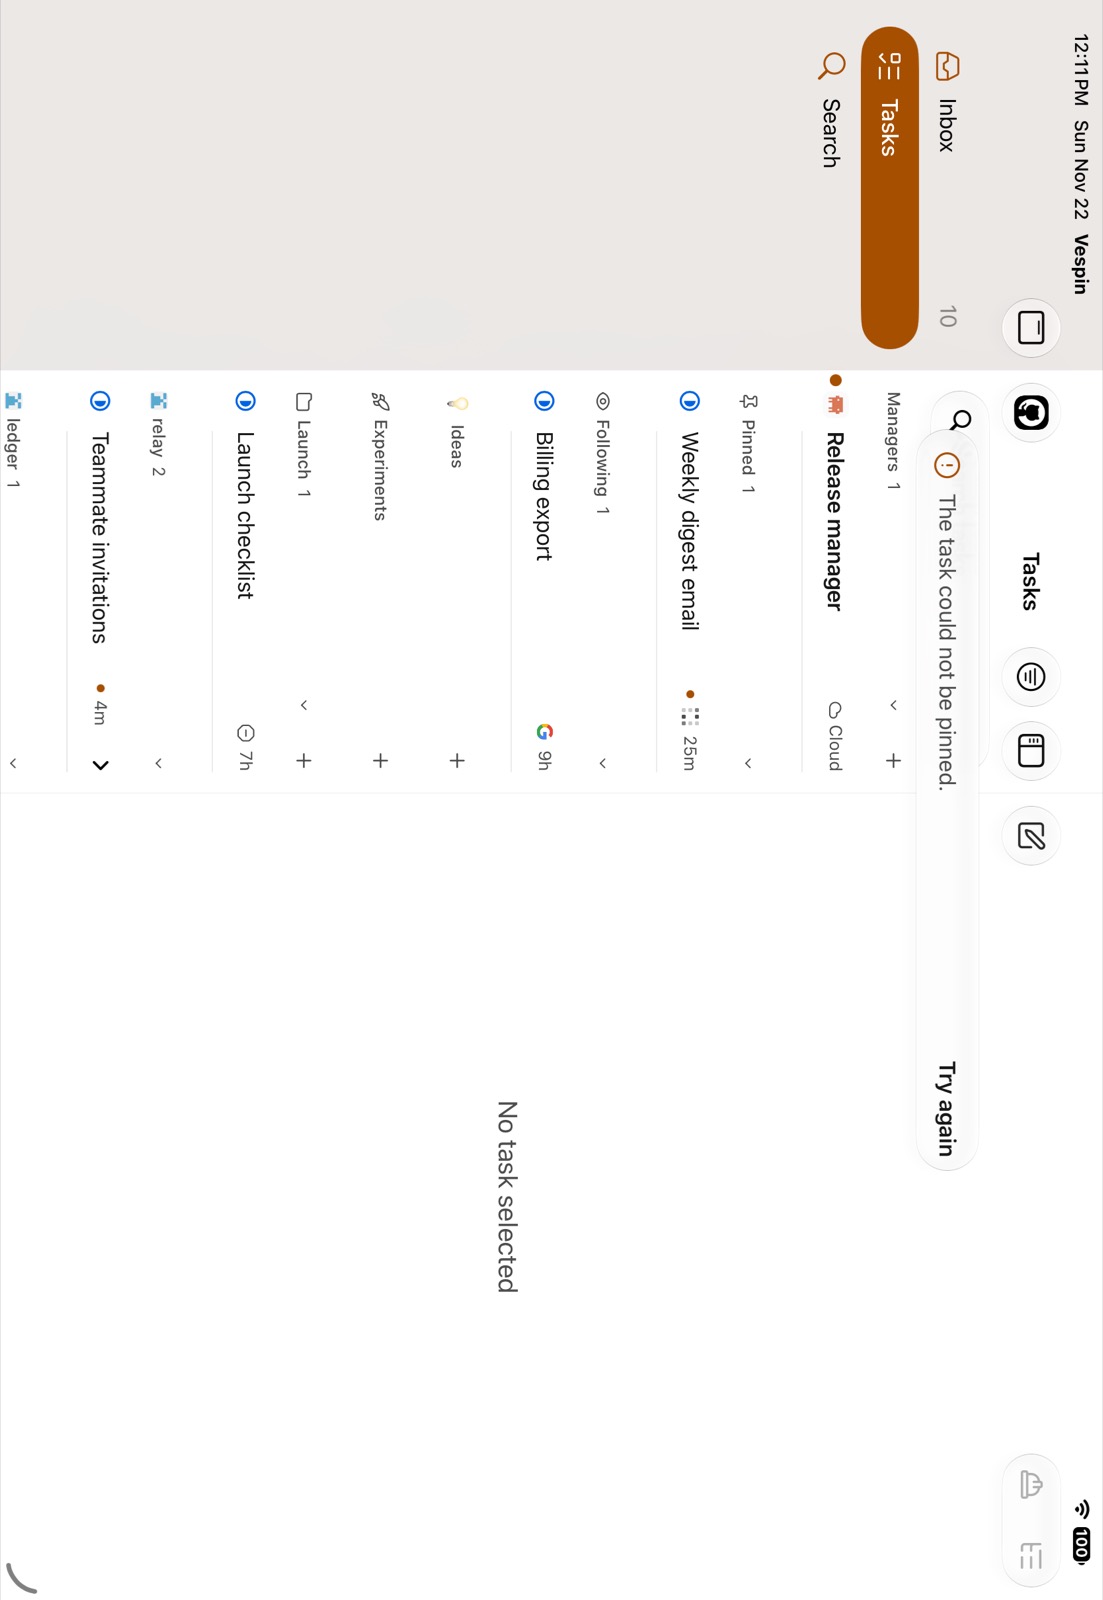 12:11 PM Sun Nov 22 Vespin
100
Tasks
Inbox 10
Tasks
Search
The task could not be pinned. Try again
Managers 1
Release manager Cloud
Pinned 1
Weekly digest email 25m
Following 1
Billing export 9h
Ideas
Experiments
Launch 1
Launch checklist 7h
relay 2
Teammate invitations 4m
ledger 1
No task selected